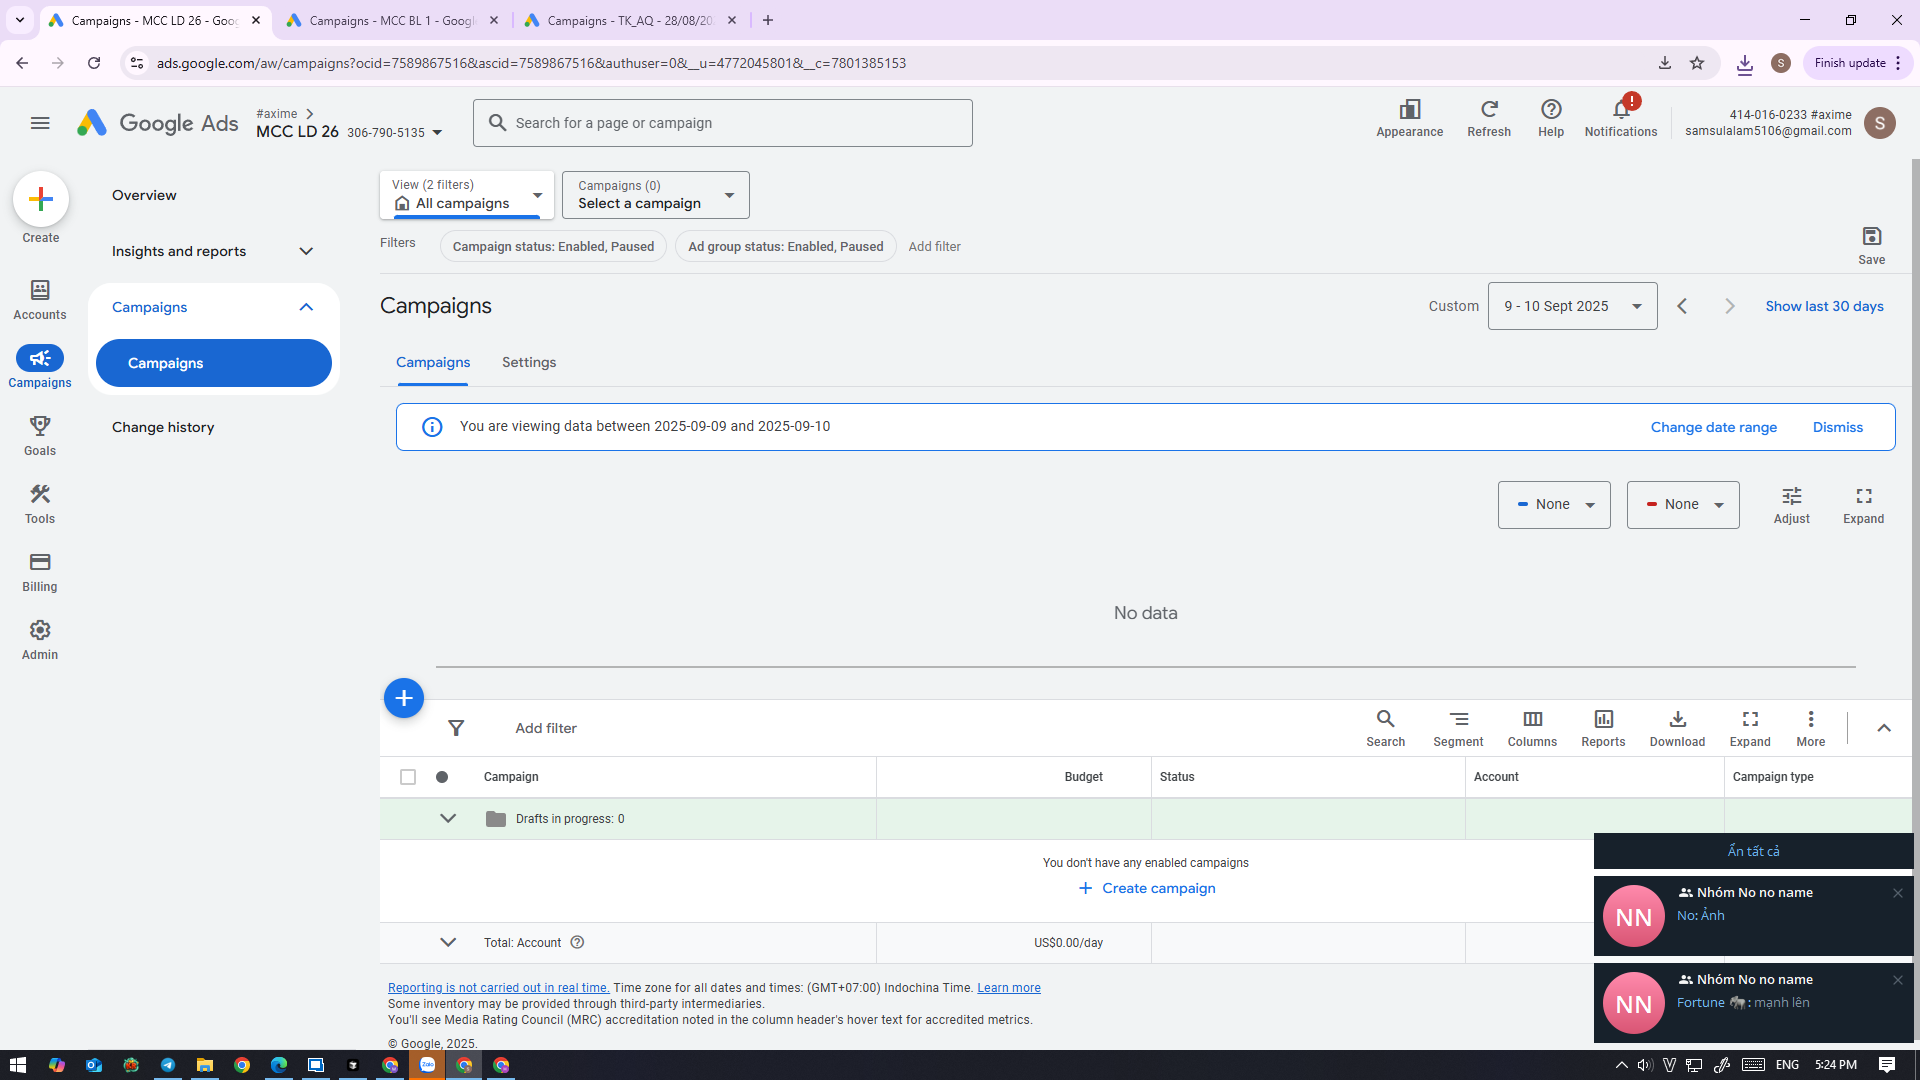 Campaigns - MCC LD 26 - Goog
Campaigns - MCC BL 1 - Googl
Campaigns - TK_AQ - 28/08/20
ads.google.com/aw/campaigns?ocid=7589867516&ascid=7589867516&authuser=0&__u=4772045801&__c=7801385153
S
Finish update
Google Ads
#axime
MCC LD 26 306-790-5135
Search for a page or campaign
Appearance
Refresh
Help
!
Notifications
414-016-0233 #axime
samsulalam5106@gmail.com
S
Create
Accounts
Campaigns
Goals
Tools
Billing
Admin
Overview
Insights and reports
Campaigns
Campaigns
Change history
View (2 filters)
All campaigns
Campaigns (0)
Select a campaign
Filters
Campaign status: Enabled, Paused
Ad group status: Enabled, Paused
Add filter
Save
Campaigns
Custom
9 - 10 Sept 2025
Show last 30 days
Campaigns
Settings
You are viewing data between 2025-09-09 and 2025-09-10
Change date range
Dismiss
None
None
Adjust
Expand
No data
Add filter
Search
Segment
Columns
Reports
Download
Expand
More
Campaign
Budget
Status
Account
Campaign type
Drafts in progress: 0
You don't have any enabled campaigns
Create campaign
Total: Account
US$0.00/day
Reporting is not carried out in real time. Time zone for all dates and times: (GMT+07:00) Indochina Time. Learn more
Some inventory may be provided through third-party intermediaries.
You'll see Media Rating Council (MRC) accreditation noted in the column header's hover text for accredited metrics.
© Google, 2025.
Ẩn tất cả
NN
Nhóm No no name
No: Ảnh
NN
Nhóm No no name
Fortune 🐘: mạnh lên
Zalo
ENG
5:24 PM